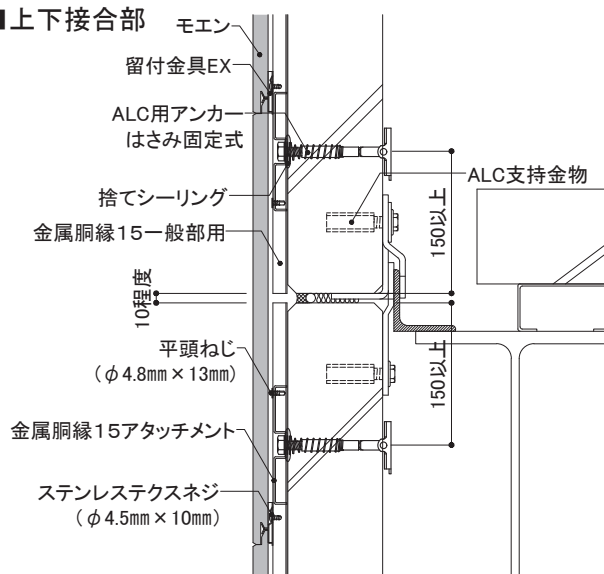 ■上下接合部
モエン
留付金具EX
ALC用アンカー
はさみ固定式
捨てシーリング
ALC支持金物
金属胴縁15一般部用
150以上
10程度
150以上
平頭ねじ
(φ4.8mm×13mm)
金属胴縁15アタッチメント
ステンレステクスネジ
(φ4.5mm×10mm)